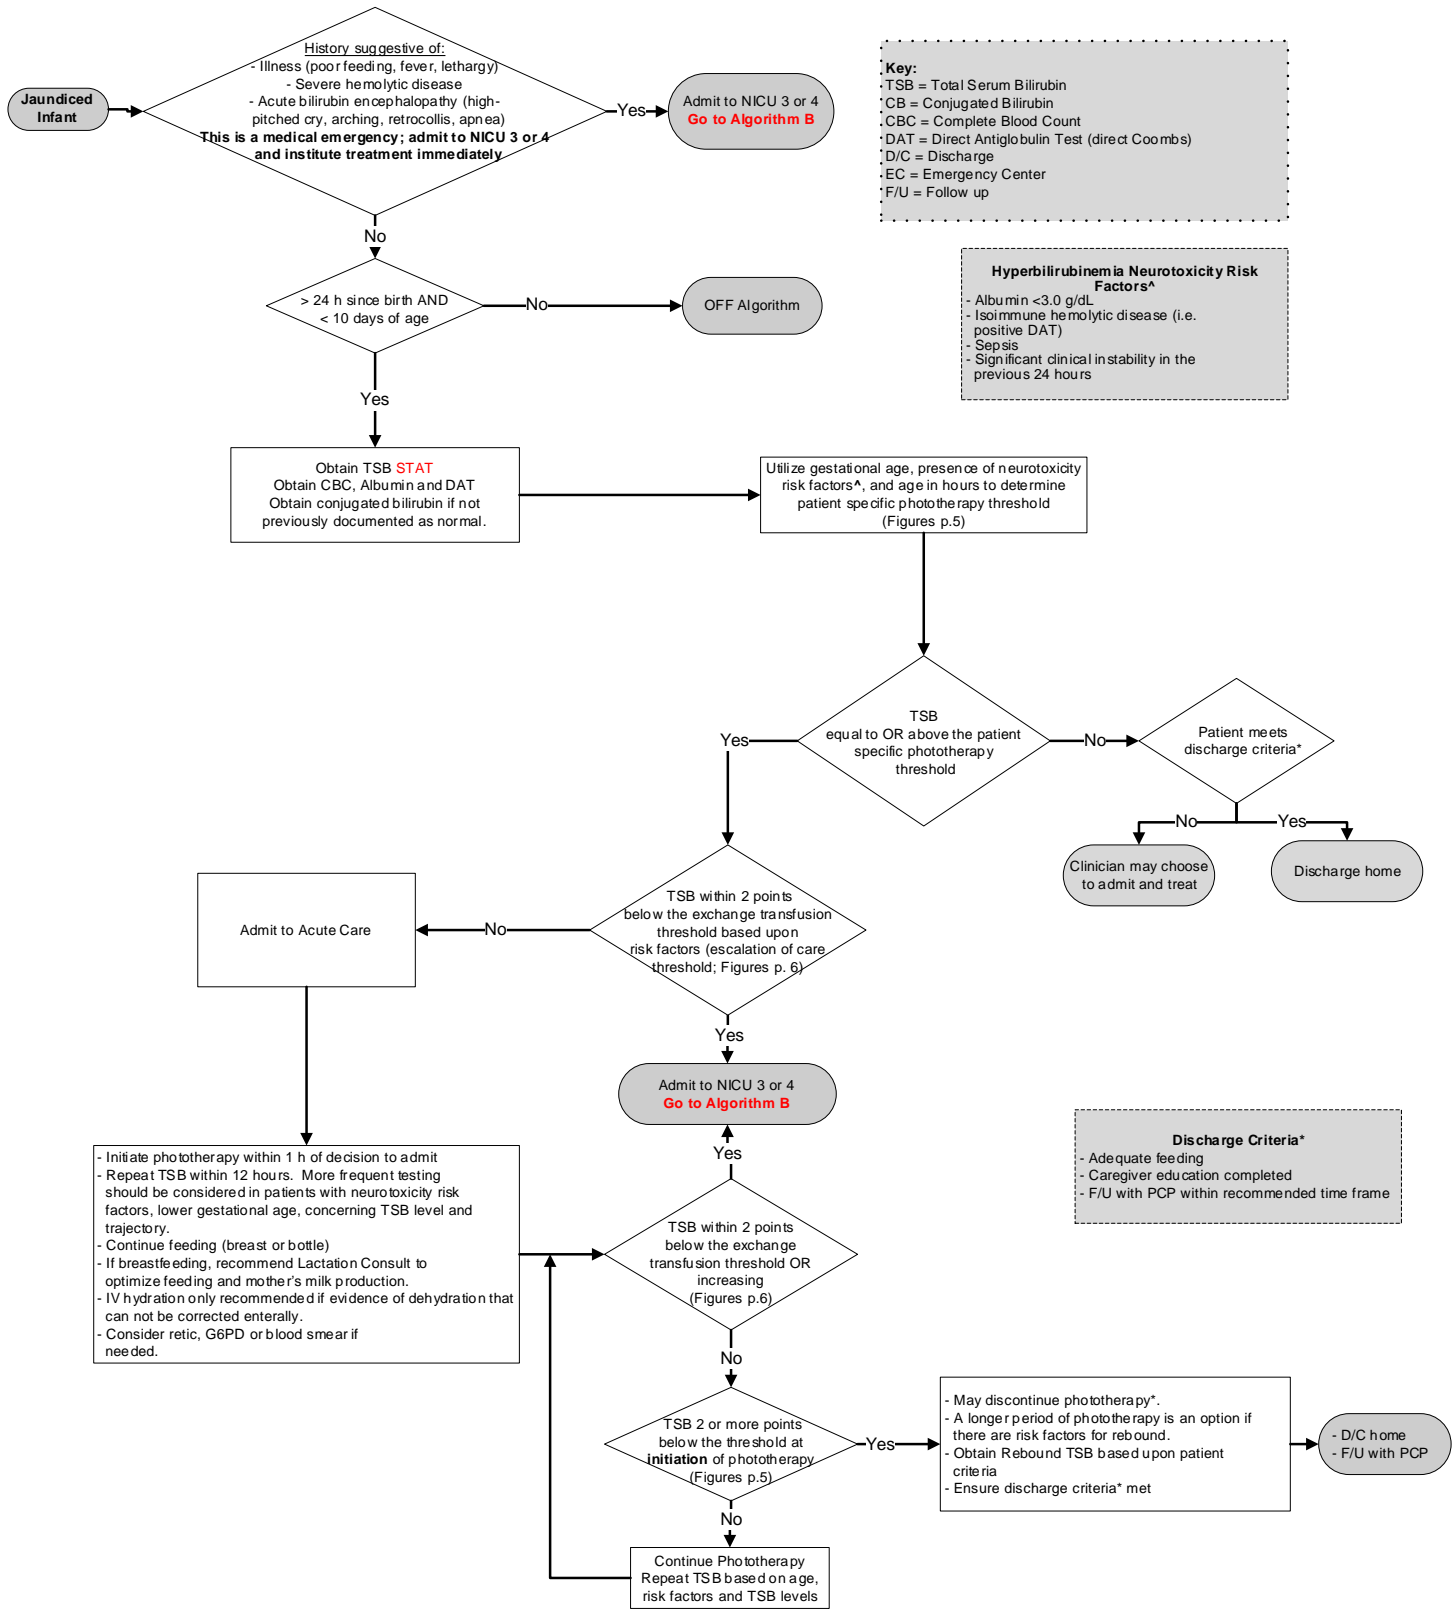 Jaundiced
Infant
History suggestive of:
- Illness (poor feeding, fever, lethargy)
- Severe hemolytic disease
- Acute bilirubin encephalopathy (high-
pitched cry, arching, retrocollis, apnea)
This is a medical emergency; admit to NICU 3 or 4
and institute treatment immediately
Yes
Admit to NICU 3 or 4
Go to Algorithm B
Key:
TSB = Total Serum Bilirubin
CB = Conjugated Bilirubin
CBC = Complete Blood Count
DAT = Direct Antiglobulin Test (direct Coombs)
D/C = Discharge
EC = Emergency Center
F/U = Follow up
No
> 24 h since birth AND
< 10 days of age
No
OFF Algorithm
Hyperbilirubinemia Neurotoxicity Risk
Factors^
- Albumin <3.0 g/dL
- Isoimmune hemolytic disease (i.e.
positive DAT)
- Sepsis
- Significant clinical instability in the
previous 24 hours
Yes
Obtain TSB STAT
Obtain CBC, Albumin and DAT
Obtain conjugated bilirubin if not
previously documented as normal.
Utilize gestational age, presence of neurotoxicity
risk factors^, and age in hours to determine
patient specific phototherapy threshold
(Figures p.5)
TSB
equal to OR above the patient
specific phototherapy
threshold
Yes
No
Patient meets
discharge criteria*
No
Yes
Clinician may choose
to admit and treat
Discharge home
TSB within 2 points
below the exchange transfusion
threshold based upon
risk factors (escalation of care
threshold; Figures p. 6)
No
Admit to Acute Care
Yes
Admit to NICU 3 or 4
Go to Algorithm B
Yes
Discharge Criteria*
- Adequate feeding
- Caregiver education completed
- F/U with PCP within recommended time frame
- Initiate phototherapy within 1 h of decision to admit
- Repeat TSB within 12 hours. More frequent testing
should be considered in patients with neurotoxicity risk
factors, lower gestational age, concerning TSB level and
trajectory.
- Continue feeding (breast or bottle)
- If breastfeeding, recommend Lactation Consult to
optimize feeding and mother's milk production.
- IV hydration only recommended if evidence of dehydration that
can not be corrected enterally.
- Consider retic, G6PD or blood smear if
needed.
TSB within 2 points
below the exchange
transfusion threshold OR
increasing
(Figures p.6)
No
TSB 2 or more points
below the threshold at
initiation of phototherapy
(Figures p.5)
Yes
- May discontinue phototherapy*.
- A longer period of phototherapy is an option if
there are risk factors for rebound.
- Obtain Rebound TSB based upon patient
criteria
- Ensure discharge criteria* met
- D/C home
- F/U with PCP
No
Continue Phototherapy
Repeat TSB based on age,
risk factors and TSB levels